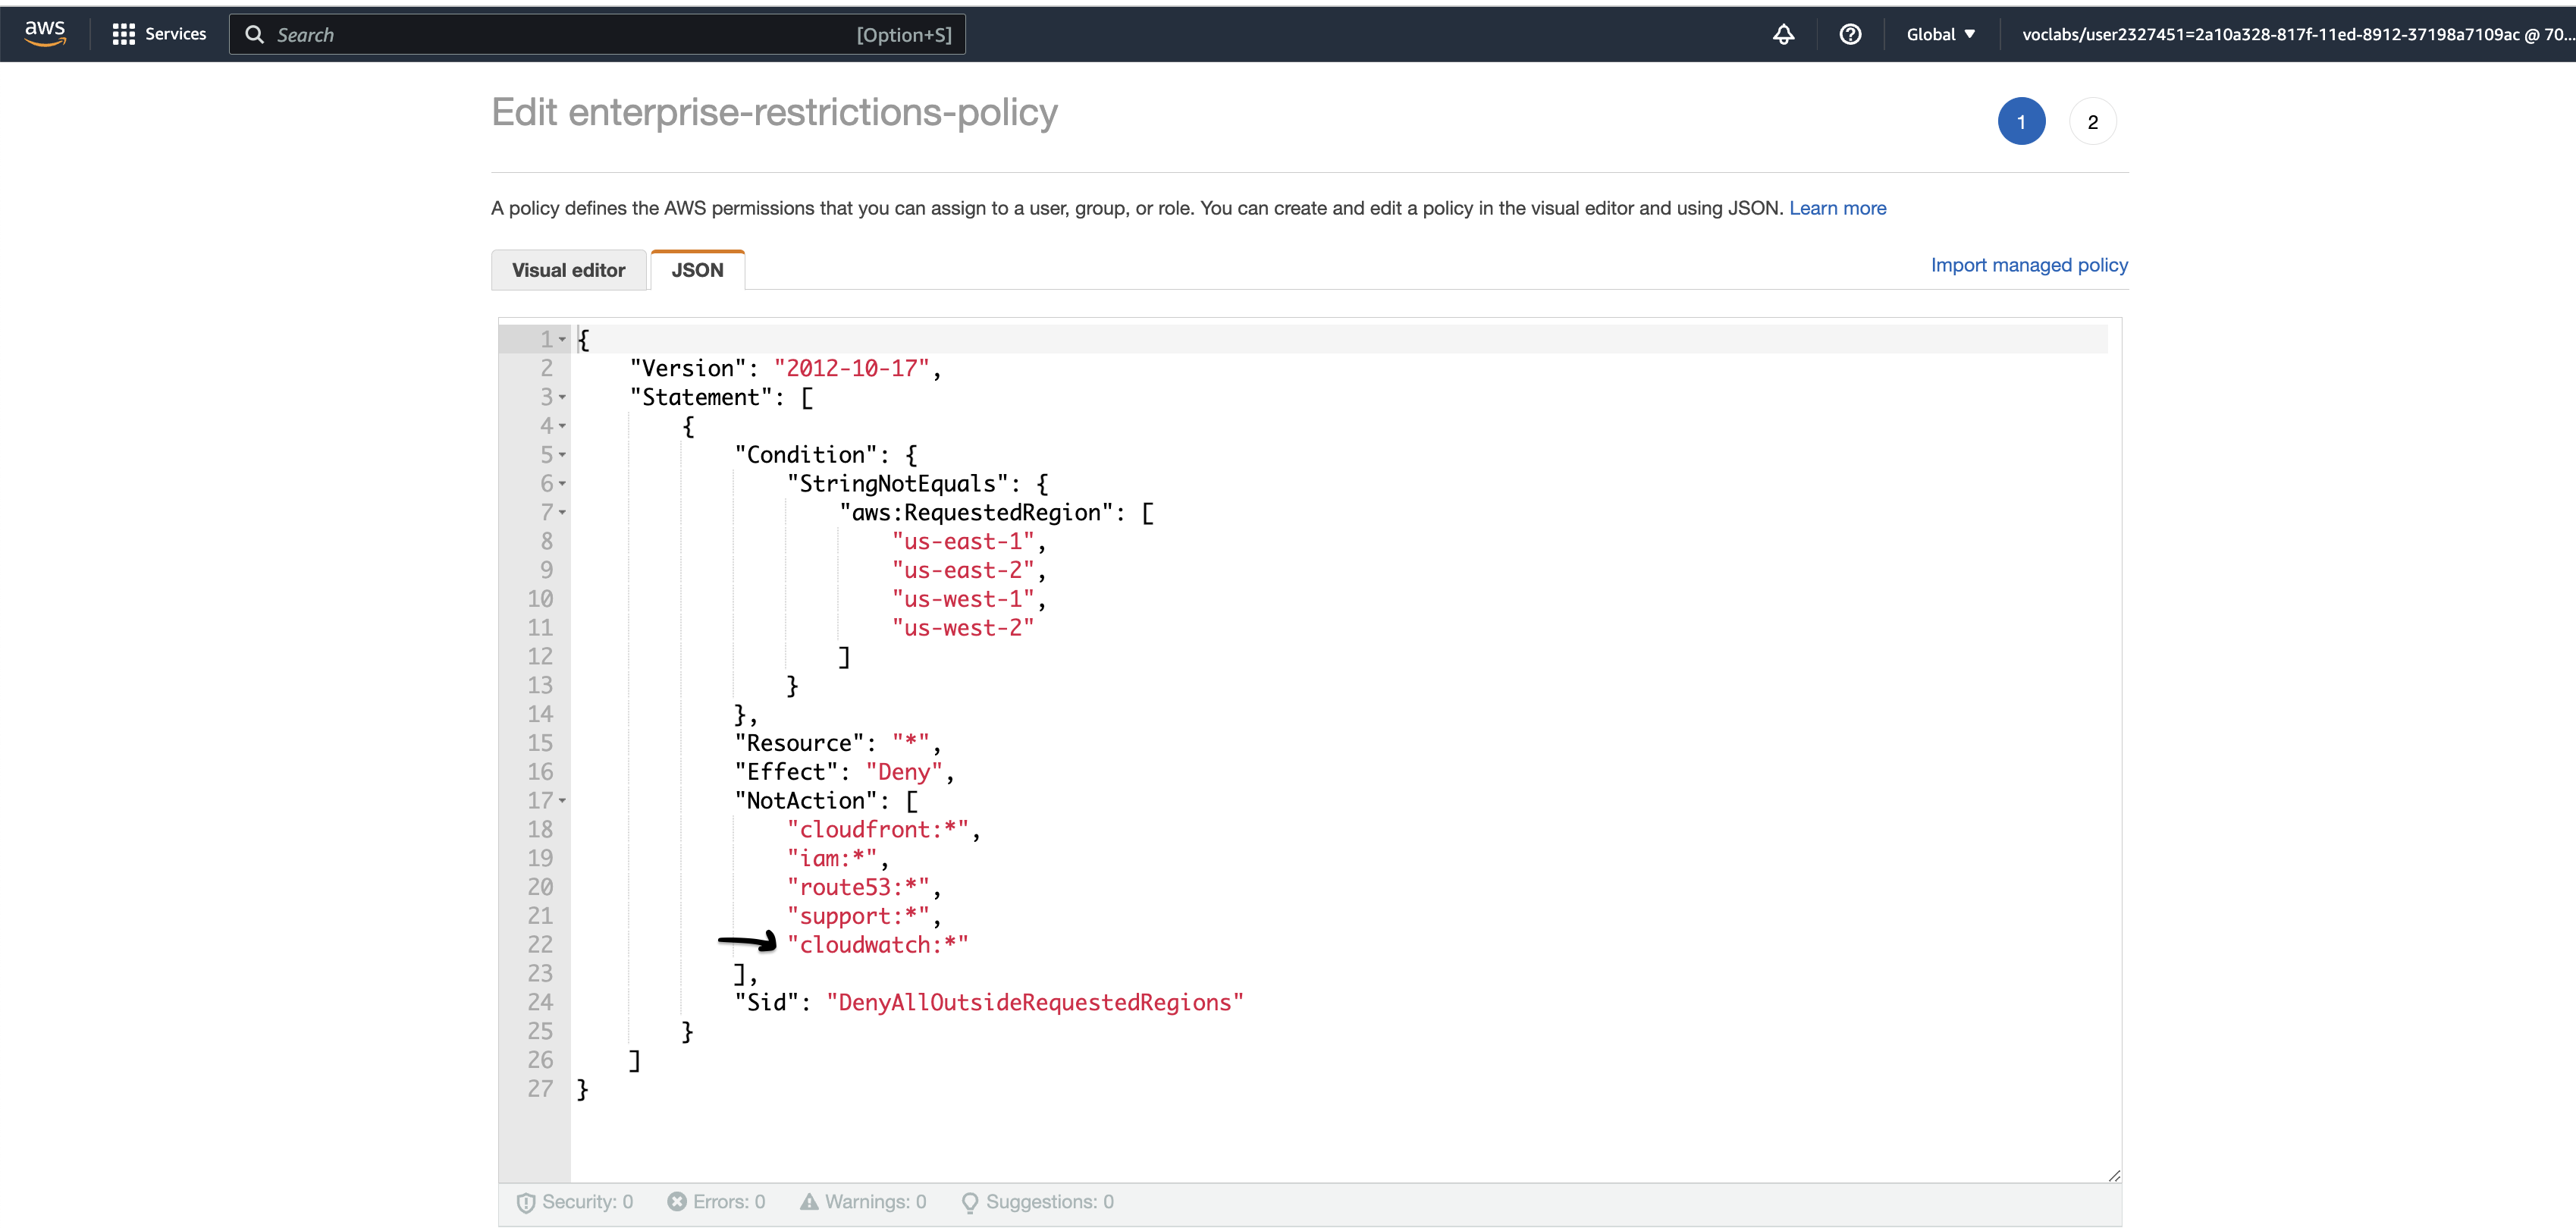 aws Services Search [Option+S] Global voclabs/user2327451=2a10a328-817f-11ed-8912-37198a7109ac @ 70...
Edit enterprise-restrictions-policy 1 2
A policy defines the AWS permissions that you can assign to a user, group, or role. You can create and edit a policy in the visual editor and using JSON. Learn more
Visual editor JSON Import managed policy
1 {
2 "Version": "2012-10-17",
3 "Statement": [
4 {
5 "Condition": {
6 "StringNotEquals": {
7 "aws:RequestedRegion": [
8 "us-east-1",
9 "us-east-2",
10 "us-west-1",
11 "us-west-2"
12 ]
13 }
14 },
15 "Resource": "*",
16 "Effect": "Deny",
17 "NotAction": [
18 "cloudfront:*",
19 "iam:*",
20 "route53:*",
21 "support:*",
22 "cloudwatch:*"
23 ],
24 "Sid": "DenyAllOutsideRequestedRegions"
25 }
26 ]
27 }
Security: 0 Errors: 0 Warnings: 0 Suggestions: 0